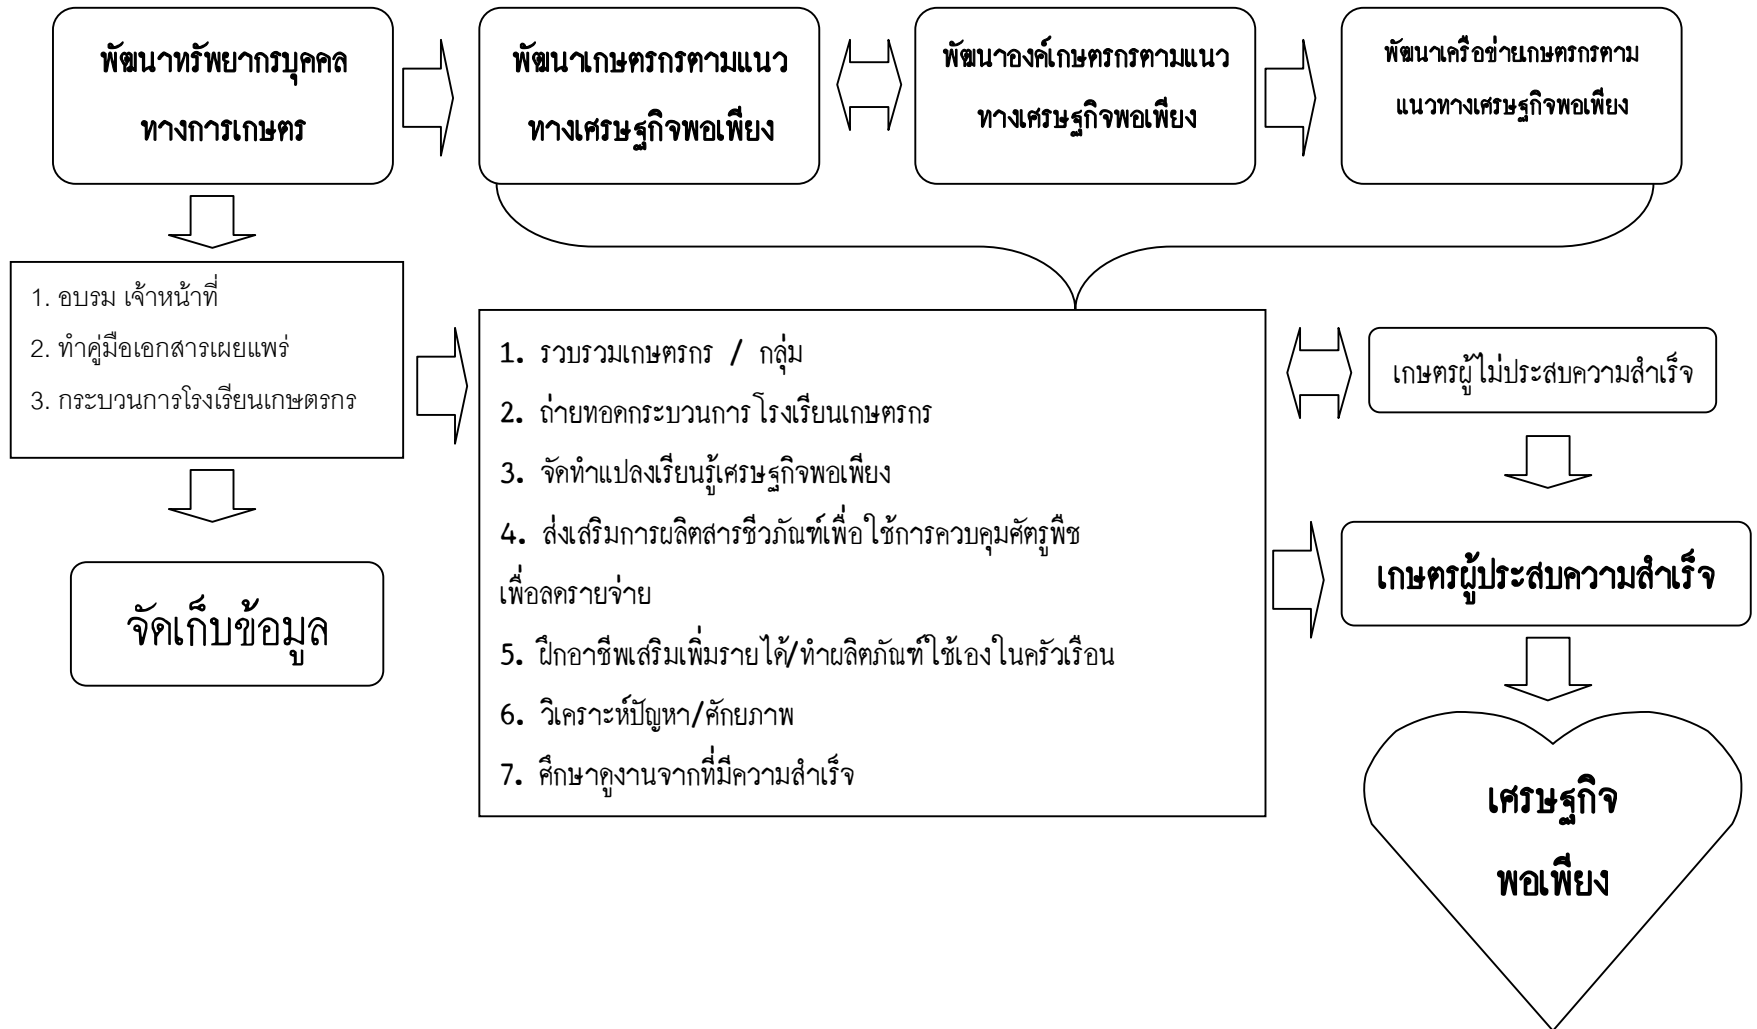 พัฒนาทรัพยากรบุคคล
ทางการเกษตร
พัฒนาเกษตรกรตามแนว
ทางเศรษฐกิจพอเพียง
พัฒนาองค์เกษตรกรตามแนว
ทางเศรษฐกิจพอเพียง
พัฒนาเครือข่ายเกษตรกรตาม
แนวทางเศรษฐกิจพอเพียง
1. อบรม เจ้าหน้าที่
2. ทำคู่มือเอกสารเผยแพร่
3. กระบวนการโรงเรียนเกษตรกร
จัดเก็บข้อมูล
1. รวบรวมเกษตรกร / กลุ่ม
2. ถ่ายทอดกระบวนการโรงเรียนเกษตรกร
3. จัดทำแปลงเรียนรู้เศรษฐกิจพอเพียง
4. ส่งเสริมการผลิตสารชีวภัณฑ์เพื่อใช้การควบคุมศัตรูพืช
เพื่อลดรายจ่าย
5. ฝึกอาชีพเสริมเพิ่มรายได้/ทำผลิตภัณฑ์ใช้เองในครัวเรือน
6. วิเคราะห์ปัญหา/ศักยภาพ
7. ศึกษาดูงานจากที่มีความสำเร็จ
เกษตรผู้ไม่ประสบความสำเร็จ
เกษตรผู้ประสบความสำเร็จ
เศรษฐกิจ
พอเพียง